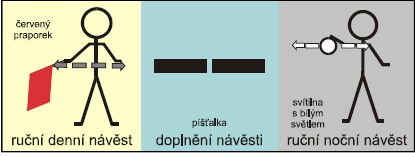 červený
praporek
ruční denní návěst
píšťalka
doplnění návěsti
svítilna
s bílým
světlem
ruční noční návěst